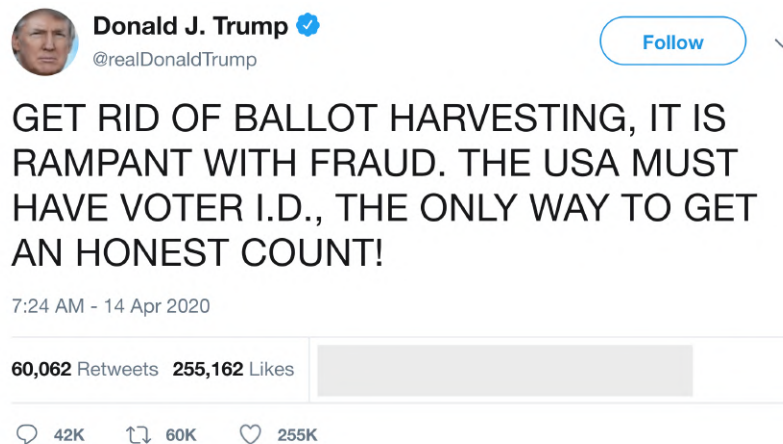 Donald J. Trump
@realDonaldTrump
Follow
GET RID OF BALLOT HARVESTING, IT IS
RAMPANT WITH FRAUD. THE USA MUST
HAVE VOTER I.D., THE ONLY WAY TO GET
AN HONEST COUNT!
7:24 AM - 14 Apr 2020
60,062 Retweets 255,162 Likes
42K 60K 255K